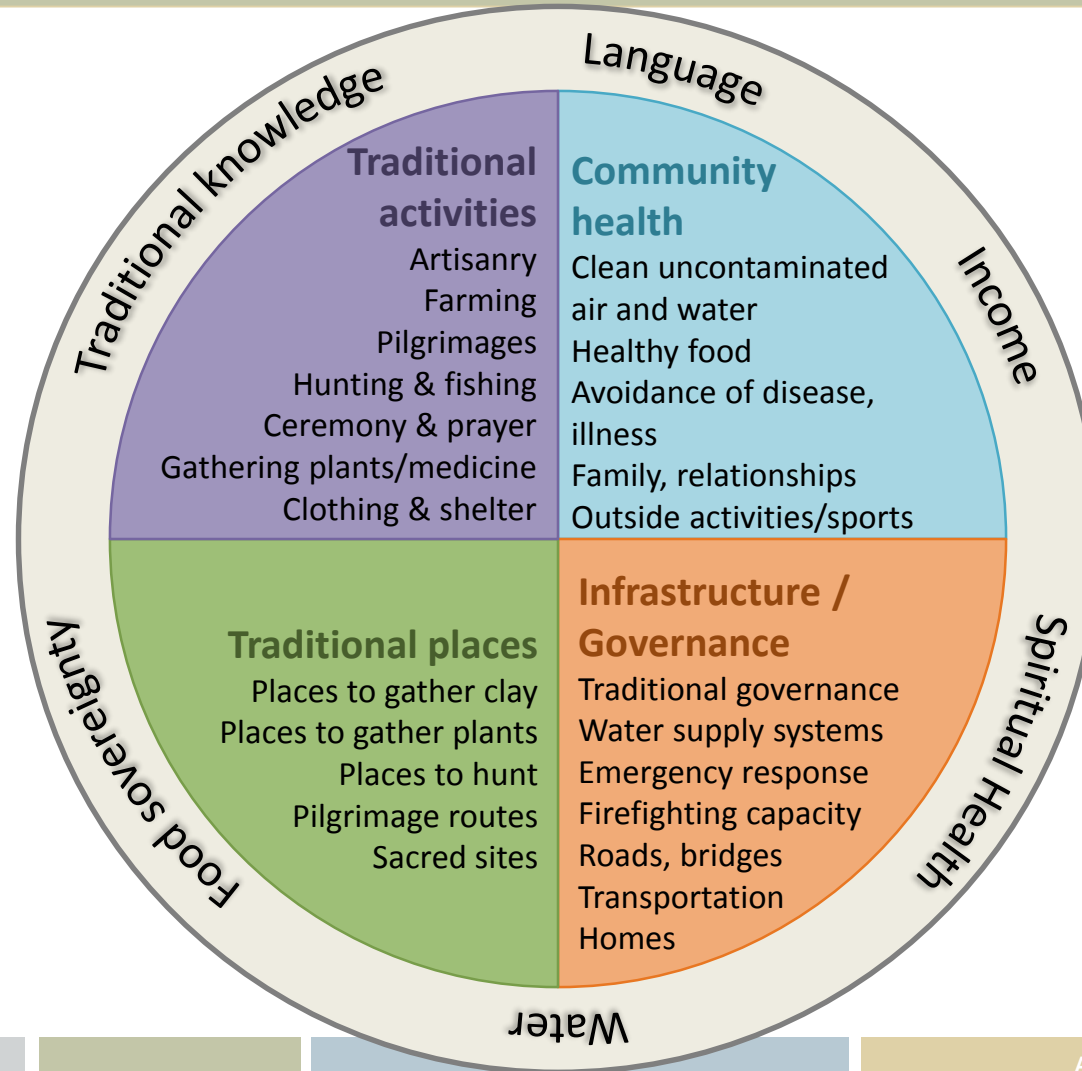 Traditional knowledge
Language
Income
Spiritual Health
Water
Food sovereignty
Traditional
activities
Artisanry
Farming
Pilgrimages
Hunting & fishing
Ceremony & prayer
Gathering plants/medicine
Clothing & shelter
Community
health
Clean uncontaminated
air and water
Healthy food
Avoidance of disease,
illness
Family, relationships
Outside activities/sports
Traditional places
Places to gather clay
Places to gather plants
Places to hunt
Pilgrimage routes
Sacred sites
Infrastructure /
Governance
Traditional governance
Water supply systems
Emergency response
Firefighting capacity
Roads, bridges
Transportation
Homes